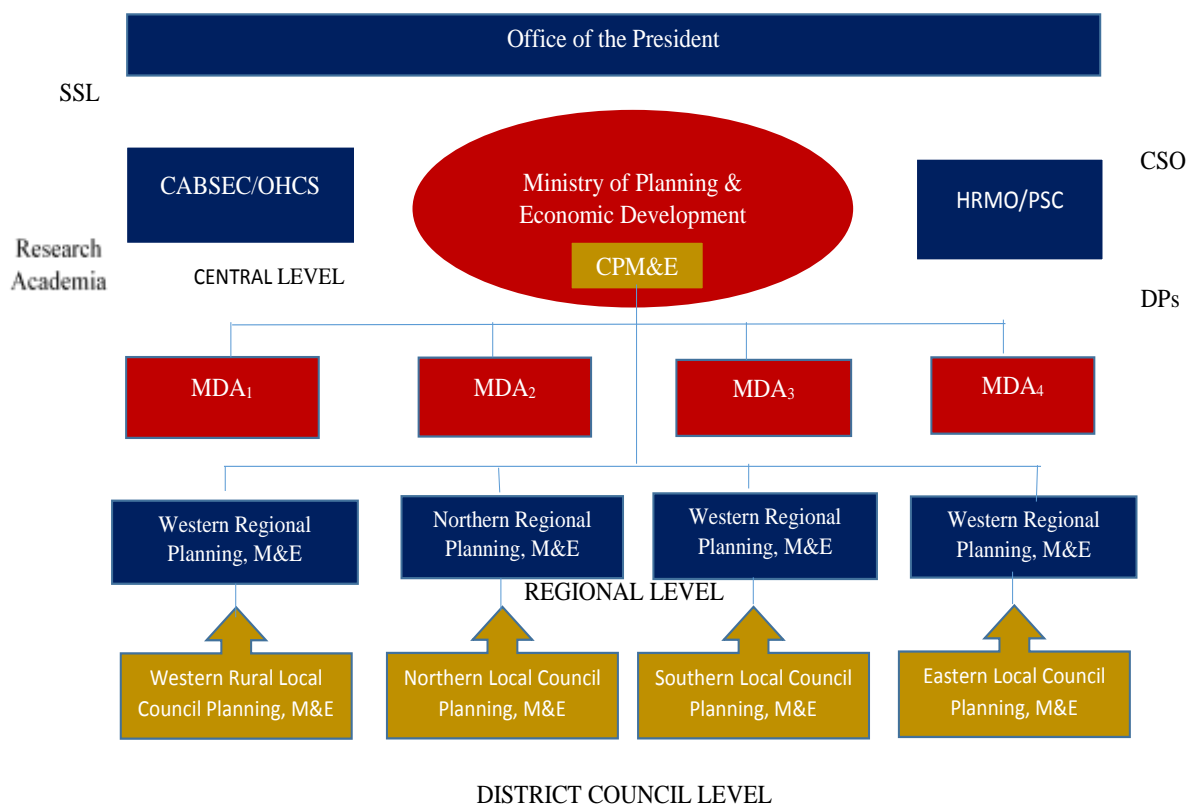 Office of the President
SSL
CABSEC/OHCS
Ministry of Planning &
Economic Development
CPM&E
HRMO/PSC
CSO
Research
Academia
CENTRAL LEVEL
DPs
MDA₁
MDA₂
MDA₃
MDA₄
Western Regional
Planning, M&E
Northern Regional
Planning, M&E
Western Regional
Planning, M&E
Western Regional
Planning, M&E
REGIONAL LEVEL
Western Rural Local
Council Planning, M&E
Northern Local Council
Planning, M&E
Southern Local Council
Planning, M&E
Eastern Local Council
Planning, M&E
DISTRICT COUNCIL LEVEL